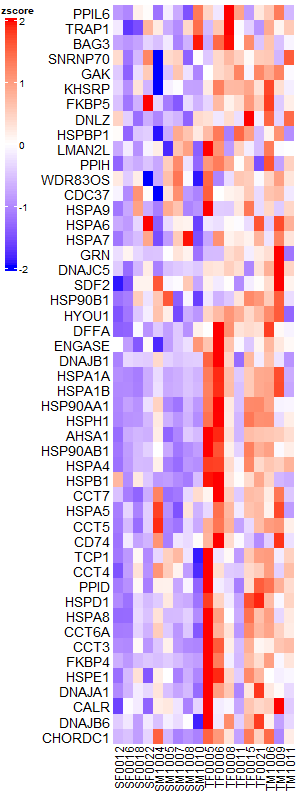 zscore
2
1
0
-1
-2
PPIL6
TRAP1
BAG3
SNRNP70
GAK
KHSRP
FKBP5
DNLZ
HSPBP1
LMAN2L
PPIH
WDR83OS
CDC37
HSPA9
HSPA6
HSPA7
GRN
DNAJC5
SDF2
HSP90B1
HYOU1
DFFA
ENGASE
DNAJB1
HSPA1A
HSPA1B
HSP90AA1
HSPH1
AHSA1
HSP90AB1
HSPA4
HSPB1
CCT7
HSPA5
CCT5
CD74
TCP1
CCT4
PPID
HSPD1
HSPA8
CCT6A
CCT3
FKBP4
HSPE1
DNAJA1
CALR
DNAJB6
CHORDC1
SF0012
SF0018
SF0022
SM1004
SM1005
SM1007
SM1008
SM1010
TF0005
TF0006
TF0008
TF0011
TF0015
TF0021
TM1006
TM1009
TM1011